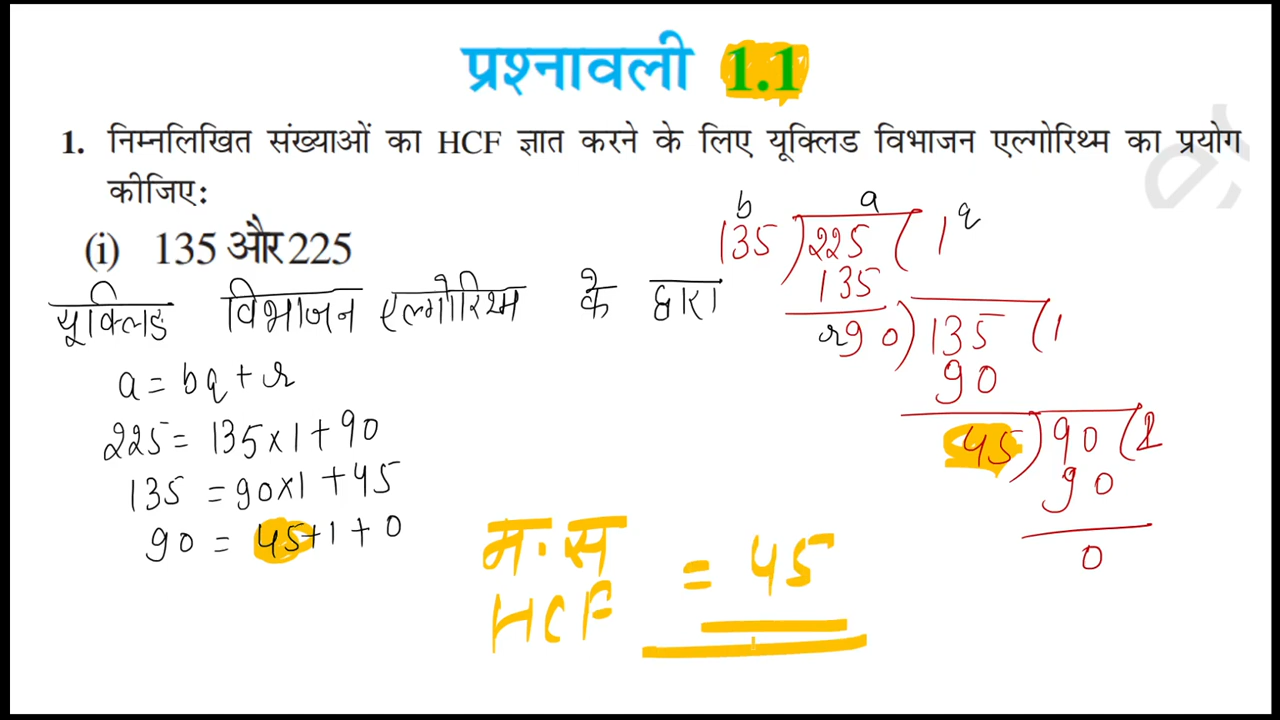 प्रश्नावली 1.1
1. निम्नलिखित संख्याओं का HCF ज्ञात करने के लिए यूक्लिड विभाजन एल्गोरिथ्म का प्रयोग
कीजिए:
(i) 135 और 225
यूक्लिड विभाजन एल्गोरिथ्म के द्वारा
a = bq + r
225 = 135 x 1 + 90
135 = 90 x 1 + 45
90 = 45 + 1 + 0
b a q
135 ) 225 ( 1
135
r 90 ) 135 ( 1
90
45 ) 90 ( 2
90
0
म.स
HCF = 45